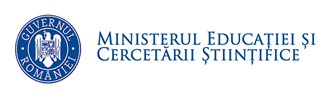 GUVERNUL ROMÂNIEI
MINISTERUL EDUCAȚIEI ȘI
CERCETĂRII ȘTIINȚIFICE